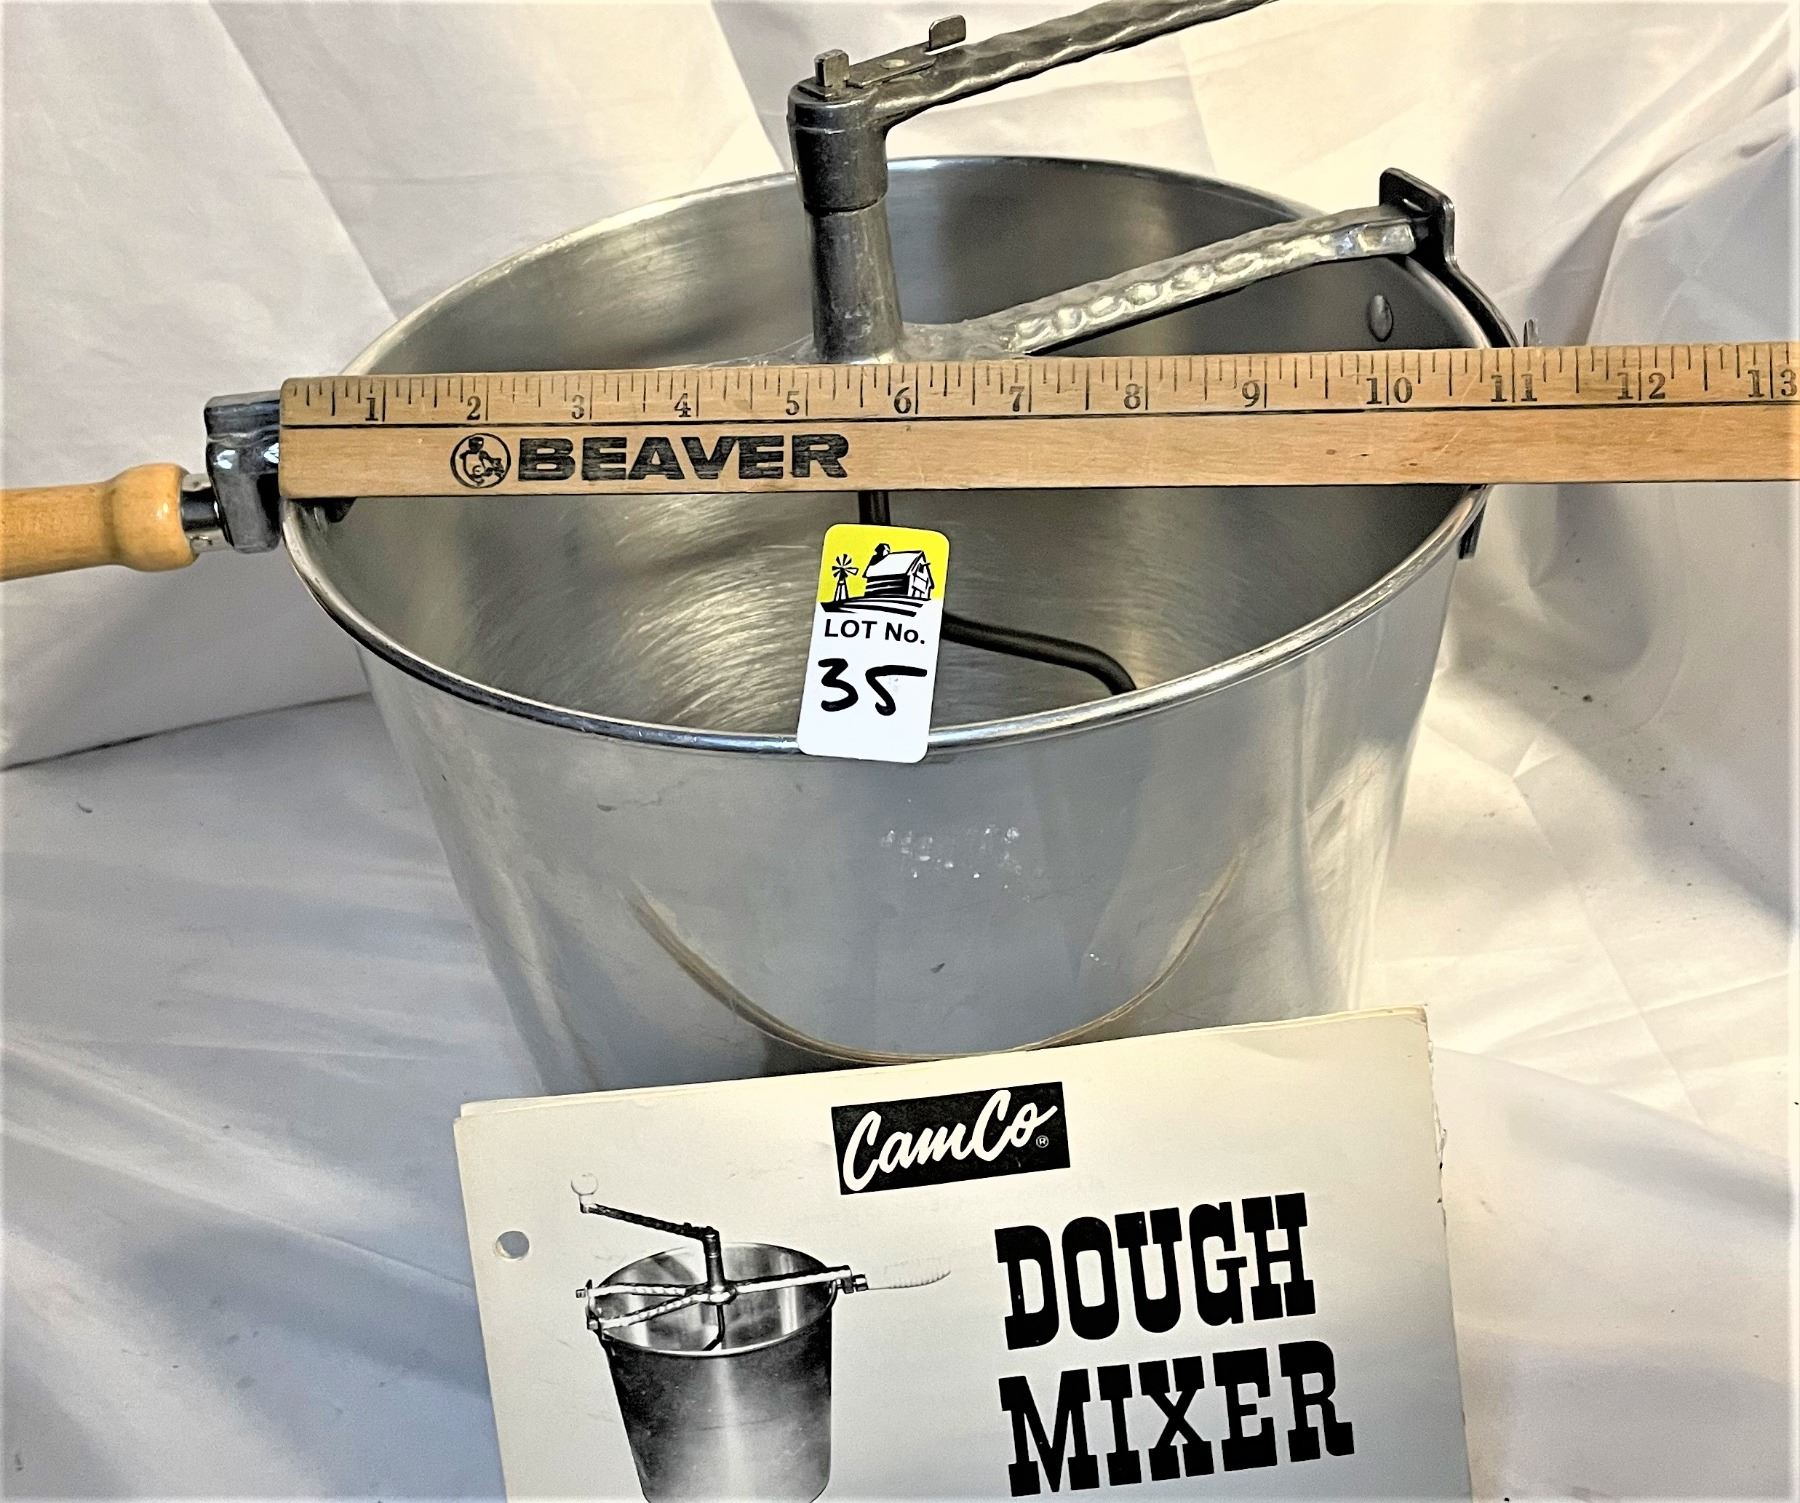 1 2 3 4 5 6 7 8 9 10 11 12 13
BEAVER
LOT No.
35
CamCo®
DOUGH
MIXER